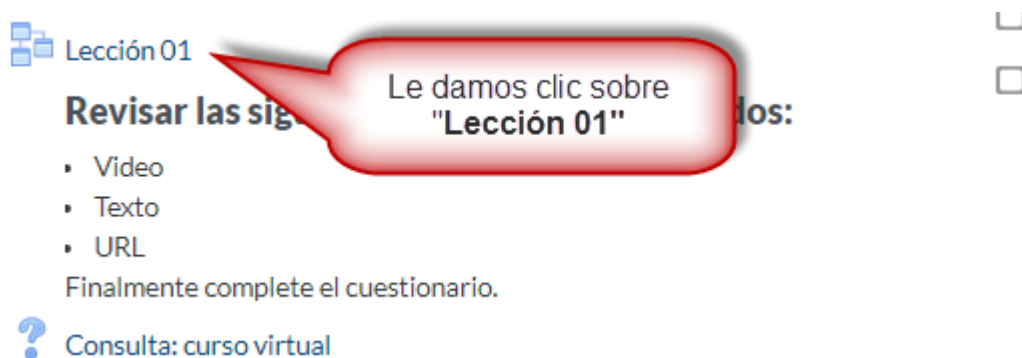 Lección 01
Le damos clic sobre
"Lección 01"
Revisar las dos:
• Video
• Texto
• URL
Finalmente complete el cuestionario.
Consulta: curso virtual